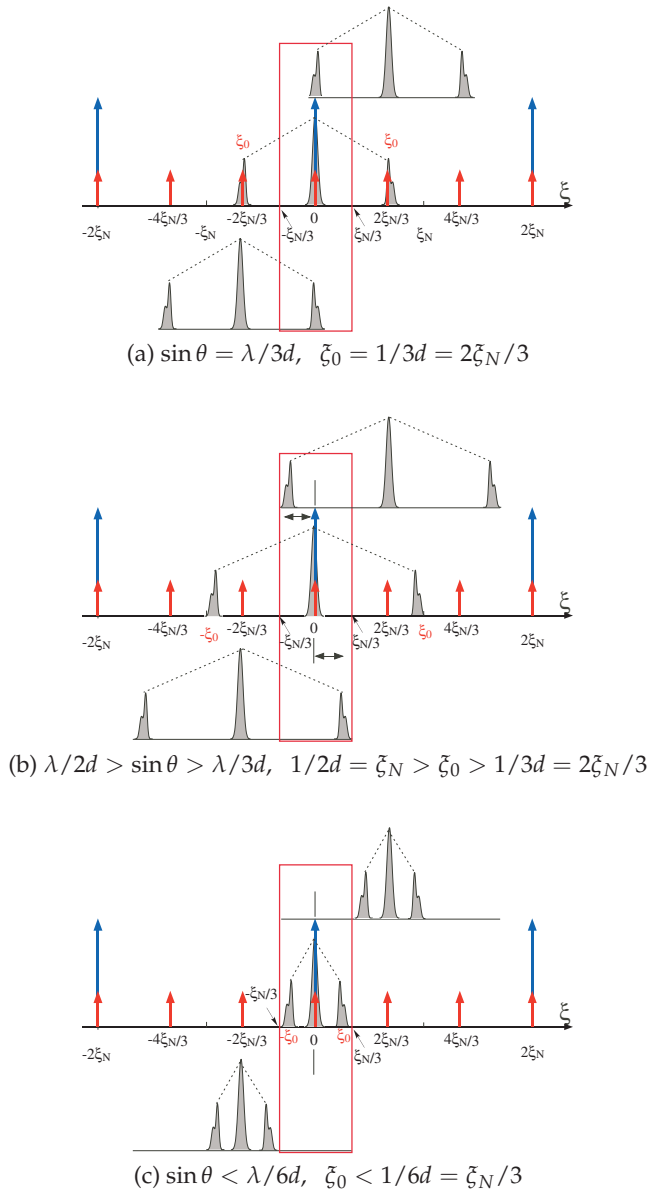 ξ₀ ξ₀
ξ
-2ξN -4ξN/3 -ξN -2ξN/3 -ξN/3 0 ξN/3 2ξN/3 ξN 4ξN/3 2ξN
(a) sin θ = λ/3d, ξ₀ = 1/3d = 2ξN/3
ξ
-2ξN -4ξN/3 -ξ₀ -2ξN/3 -ξN/3 0 ξN/3 2ξN/3 ξ₀ 4ξN/3 2ξN
(b) λ/2d > sin θ > λ/3d, 1/2d = ξN > ξ₀ > 1/3d = 2ξN/3
-ξN/3
ξ
-2ξN -4ξN/3 -2ξN/3 -ξ₀ 0 ξ₀ ξN/3 2ξN/3 4ξN/3 2ξN
(c) sin θ < λ/6d, ξ₀ < 1/6d = ξN/3